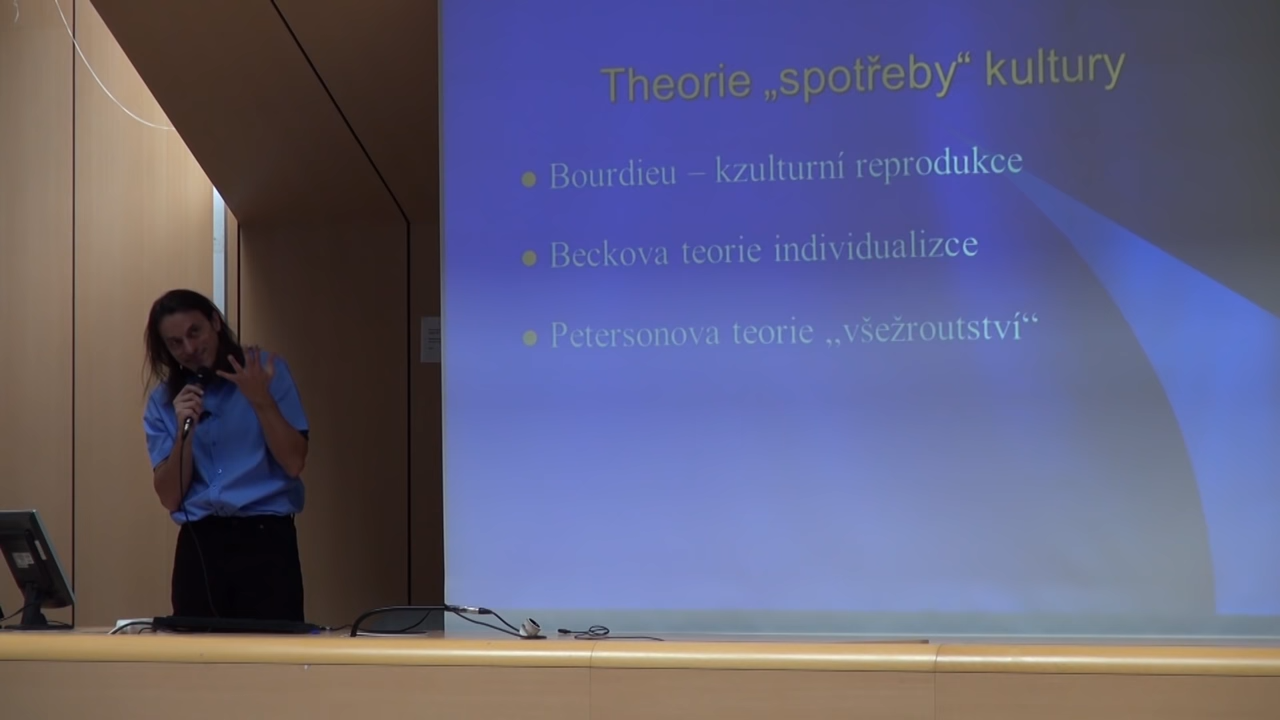 Theorie „spotřeby“ kultury
Bourdieu – kzulturní reprodukce
Beckova teorie individualizce
Petersonova teorie „všežroutství“